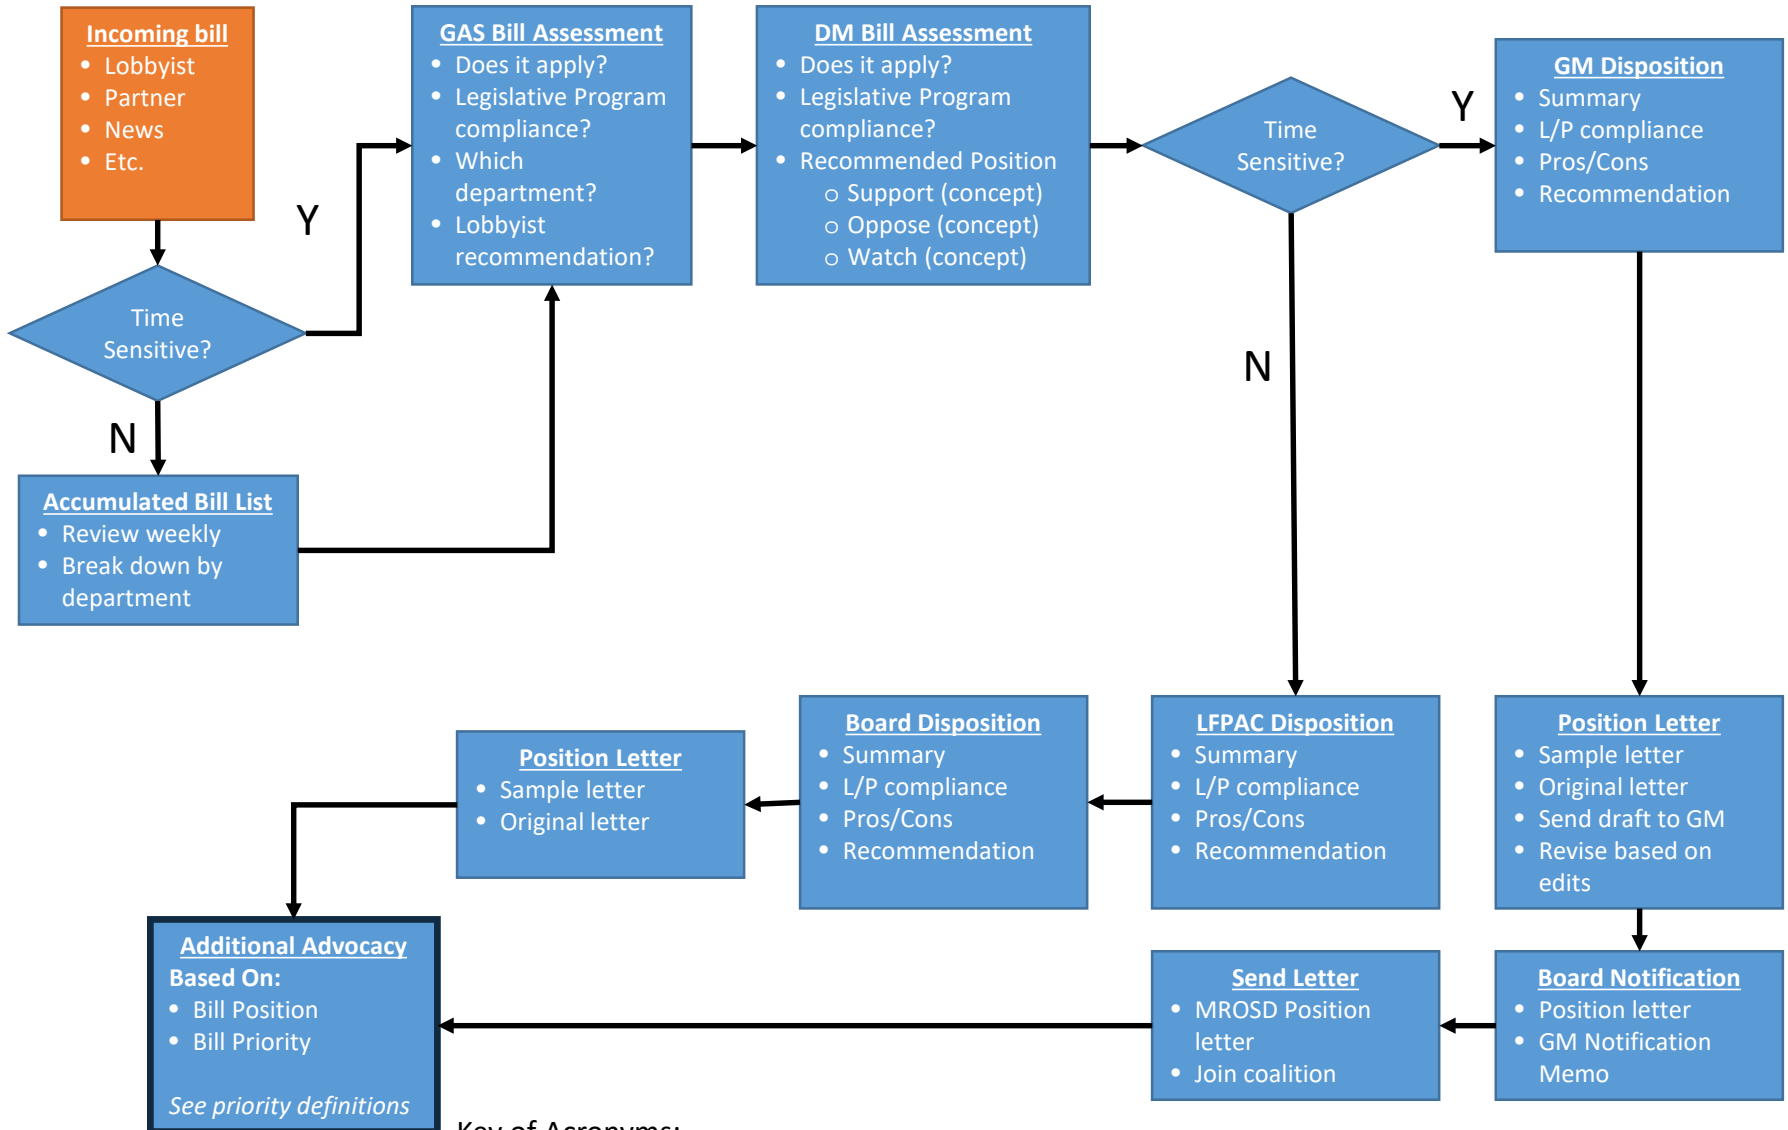 Incoming bill
• Lobbyist
• Partner
• News
• Etc.
Time
Sensitive?
Y
N
Accumulated Bill List
• Review weekly
• Break down by
department
GAS Bill Assessment
• Does it apply?
• Legislative Program
compliance?
• Which
department?
• Lobbyist
recommendation?
DM Bill Assessment
• Does it apply?
• Legislative Program
compliance?
• Recommended Position
o Support (concept)
o Oppose (concept)
o Watch (concept)
Time
Sensitive?
Y
N
GM Disposition
• Summary
• L/P compliance
• Pros/Cons
• Recommendation
Position Letter
• Sample letter
• Original letter
• Send draft to GM
• Revise based on
edits
Board Notification
• Position letter
• GM Notification
Memo
Send Letter
• MROSD Position
letter
• Join coalition
LFPAC Disposition
• Summary
• L/P compliance
• Pros/Cons
• Recommendation
Board Disposition
• Summary
• L/P compliance
• Pros/Cons
• Recommendation
Position Letter
• Sample letter
• Original letter
Additional Advocacy
Based On:
• Bill Position
• Bill Priority
See priority definitions
Key of Acronyms: